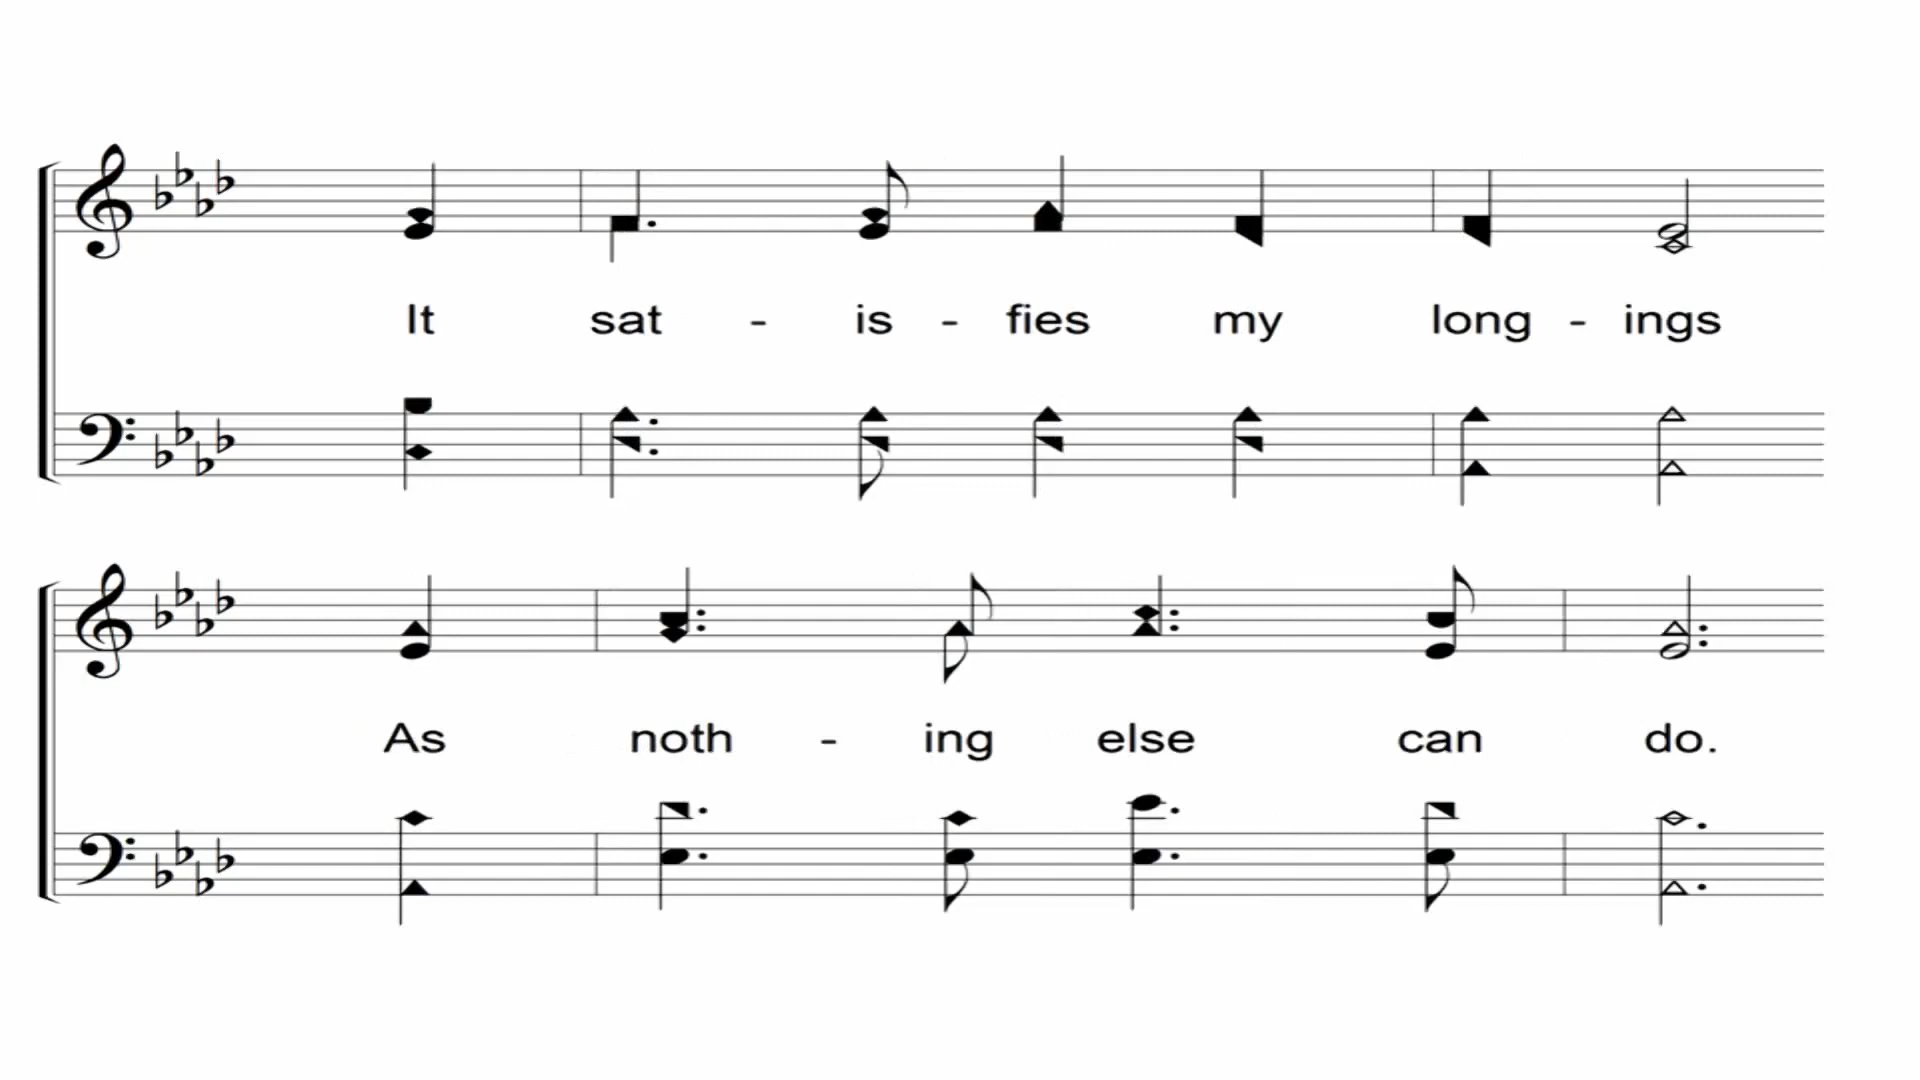 It sat - is - fies my long - ings
As noth - ing else can do.